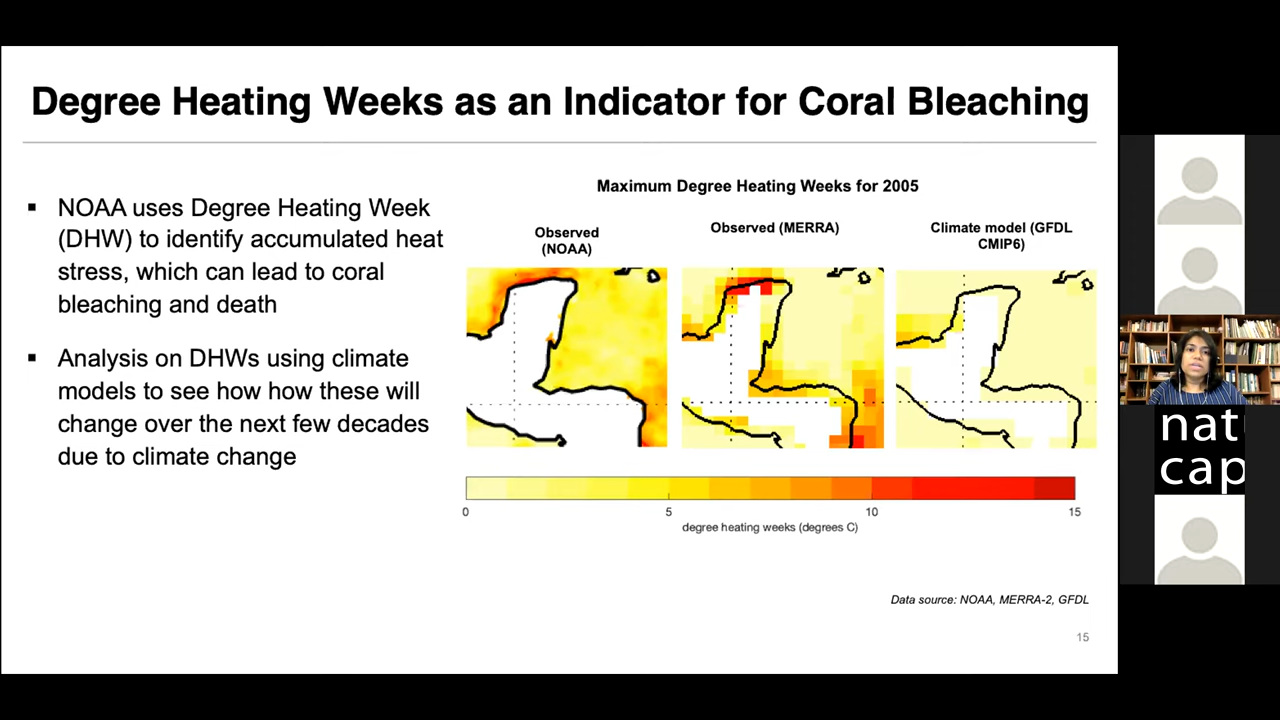 Degree Heating Weeks as an Indicator for Coral Bleaching
▪ NOAA uses Degree Heating Week
(DHW) to identify accumulated heat
stress, which can lead to coral
bleaching and death
▪ Analysis on DHWs using climate
models to see how how these will
change over the next few decades
due to climate change
Maximum Degree Heating Weeks for 2005
Observed
(NOAA)
Observed (MERRA)
Climate model (GFDL
CMIP6)
0 5 10 15
degree heating weeks (degrees C)
Data source: NOAA, MERRA-2, GFDL
15
nat
cap